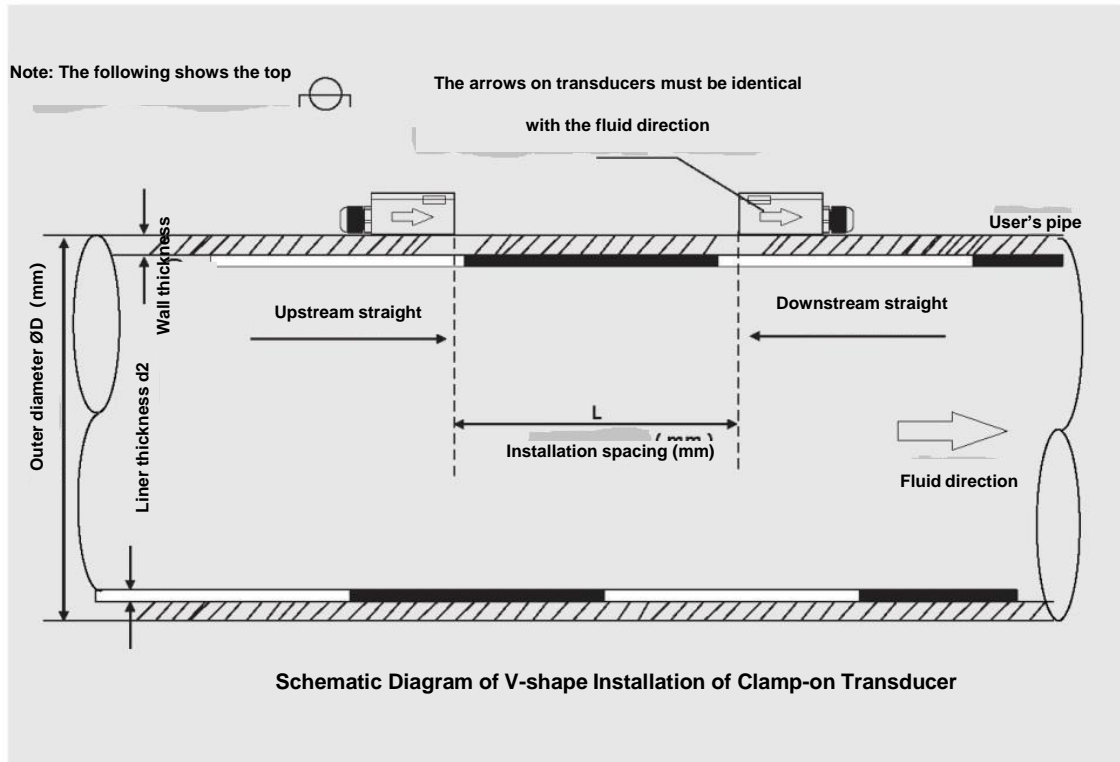 Note: The following shows the top
The arrows on transducers must be identical
with the fluid direction
User's pipe
Wall thickness
Outer diameter ØD (mm)
Upstream straight
Downstream straight
Liner thickness d2
L
(mm)
Installation spacing (mm)
Fluid direction
Schematic Diagram of V-shape Installation of Clamp-on Transducer